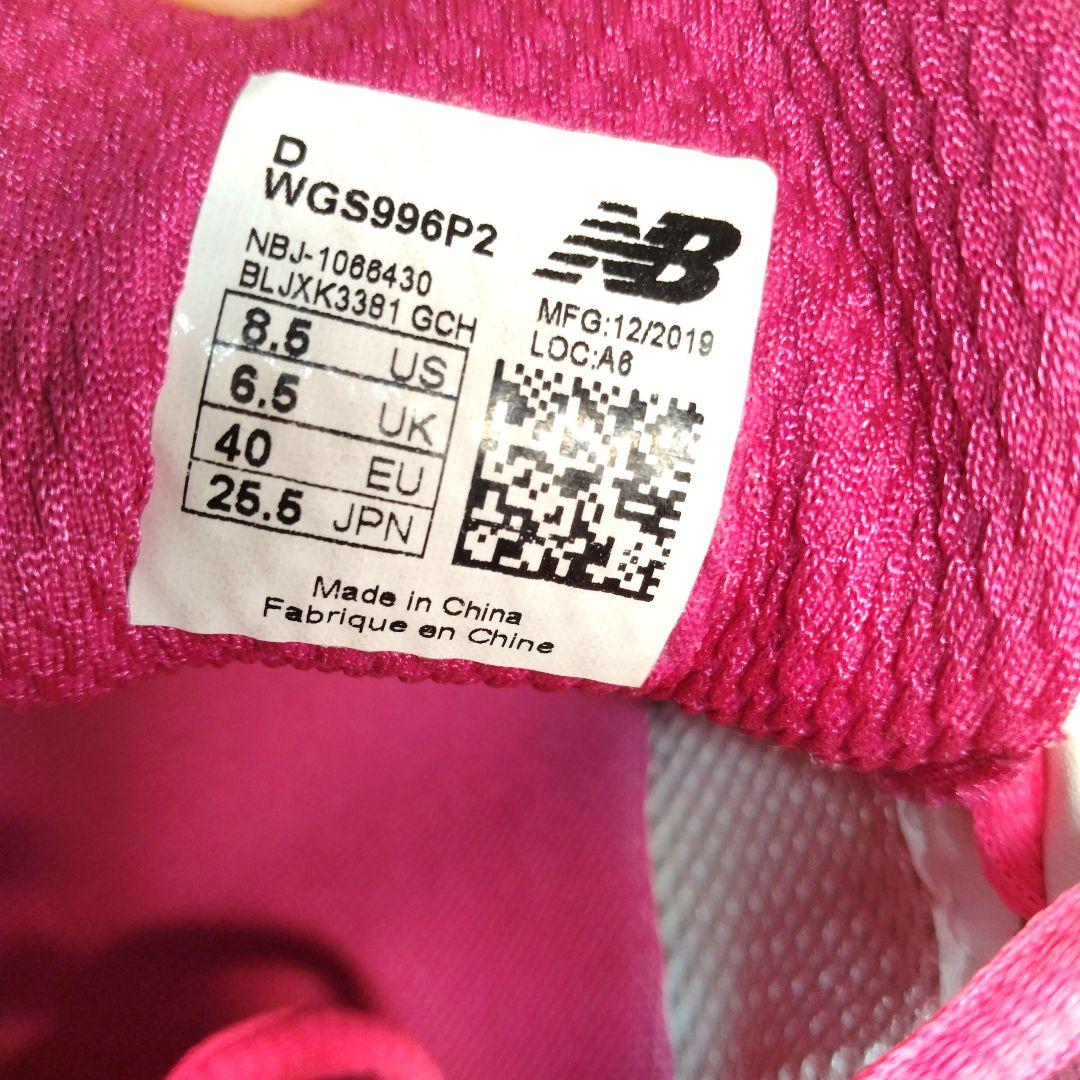 D
WGS996P2
NBJ-1066430
BLJXK3381 GCH
8.5 US
6.5 UK
40 EU
25.5 JPN
NB
MFG:12/2019
LOC:A6
Made in China
Fabrique en Chine